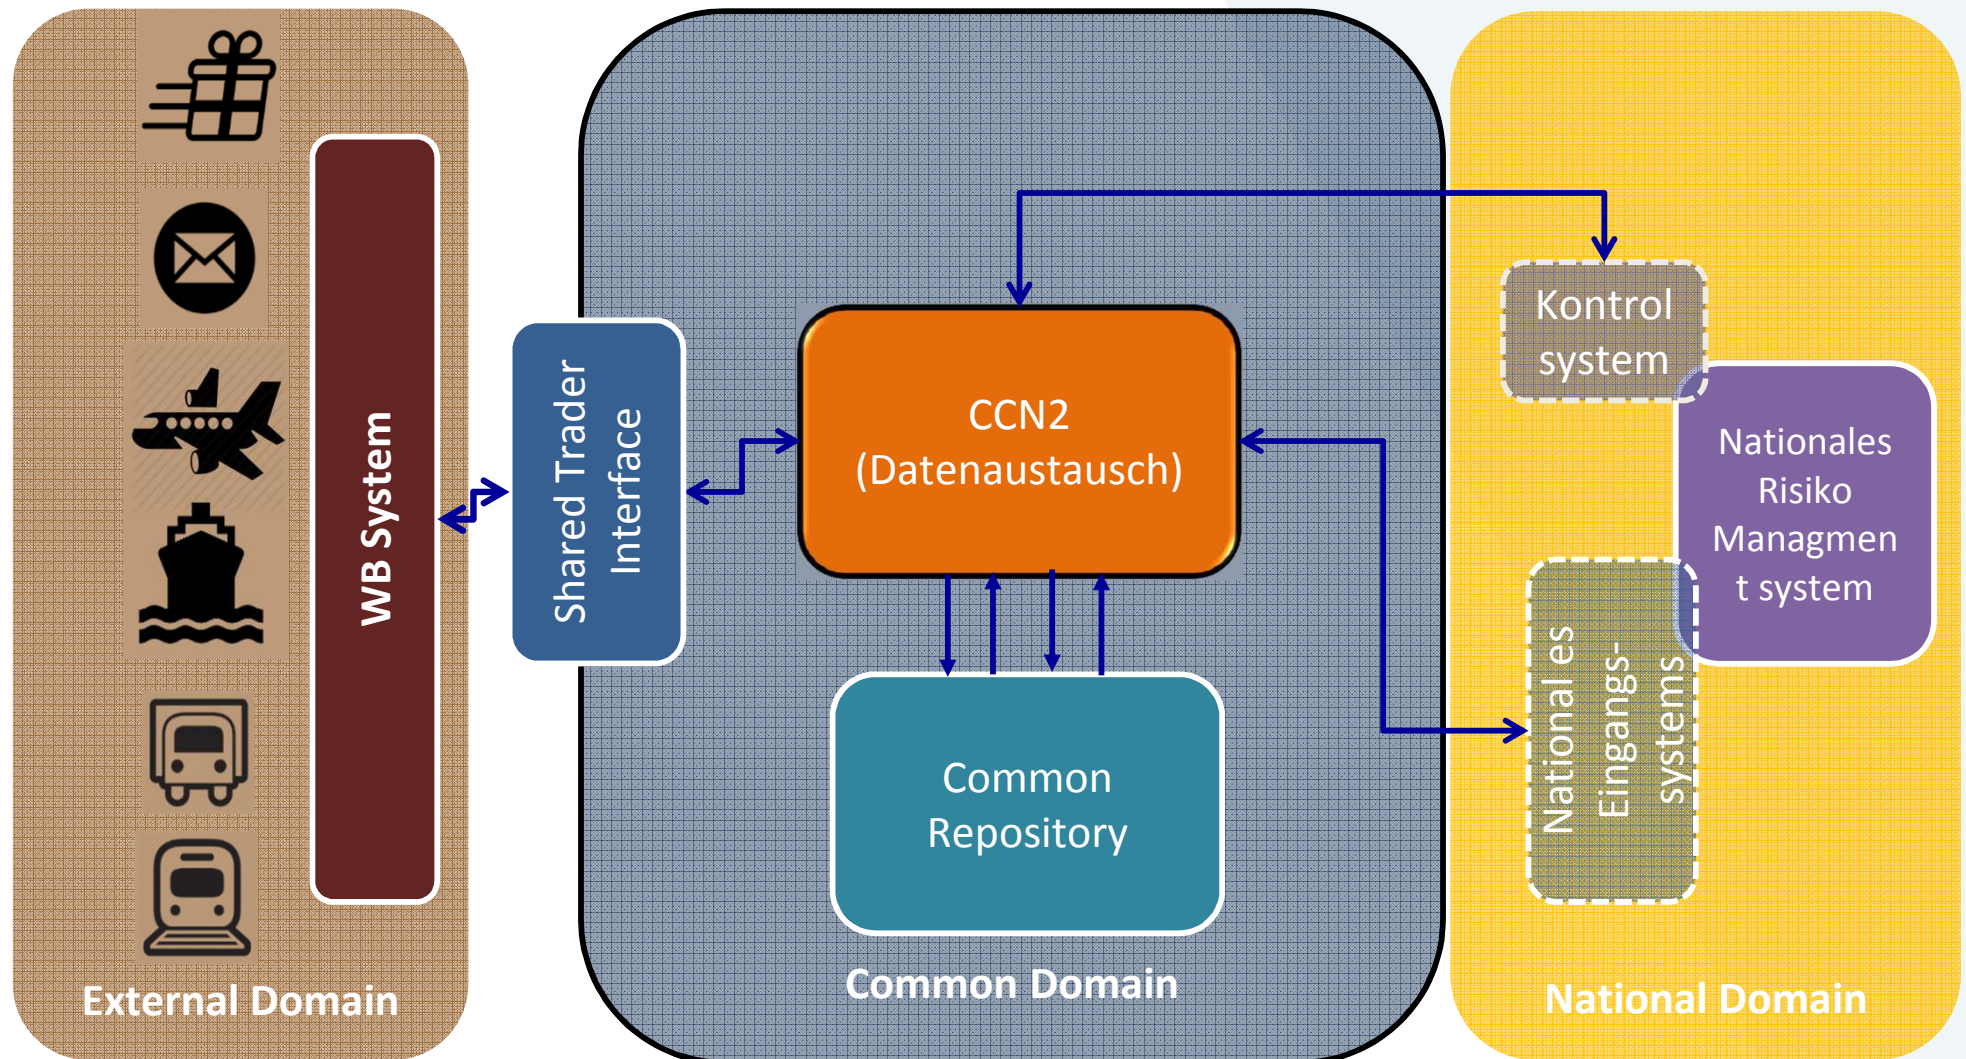 WB System
External Domain
Shared Trader
Interface
CCN2
(Datenaustausch)
Common
Repository
Common Domain
Kontrol
system
Nationales
Risiko
Managmen
t system
National es
Eingangs-
systems
National Domain